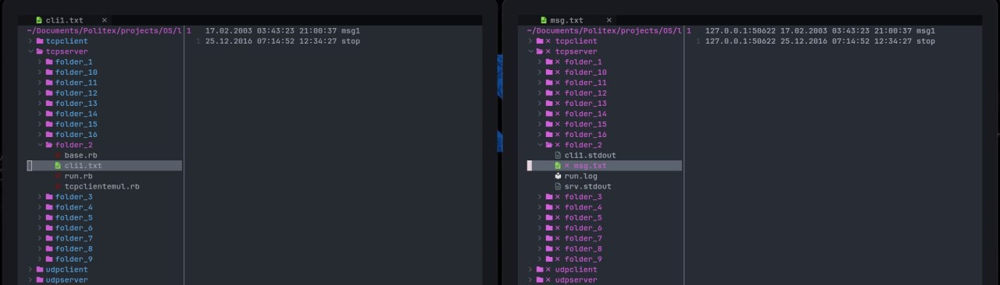 cli1.txt ×
~/Documents/Politex/projects/OS/l
tcpclient
tcpserver
folder_1
folder_10
folder_11
folder_12
folder_13
folder_14
folder_15
folder_16
folder_2
base.rb
cli1.txt
run.rb
tcpclientemul.rb
folder_3
folder_4
folder_5
folder_6
folder_7
folder_8
folder_9
udpclient
udpserver
1 17.02.2003 03:43:23 21:00:37 msg1
1 25.12.2016 07:14:52 12:34:27 stop
msg.txt ×
~/Documents/Politex/projects/OS/l
× tcpclient
× tcpserver
× folder_1
× folder_10
× folder_11
× folder_12
× folder_13
× folder_14
× folder_15
× folder_16
× folder_2
cli1.stdout
× msg.txt
run.log
srv.stdout
× folder_3
× folder_4
× folder_5
× folder_6
× folder_7
× folder_8
× folder_9
× udpclient
× udpserver
1 127.0.0.1:50622 17.02.2003 03:43:23 21:00:37 msg1
1 127.0.0.1:50622 25.12.2016 07:14:52 12:34:27 stop